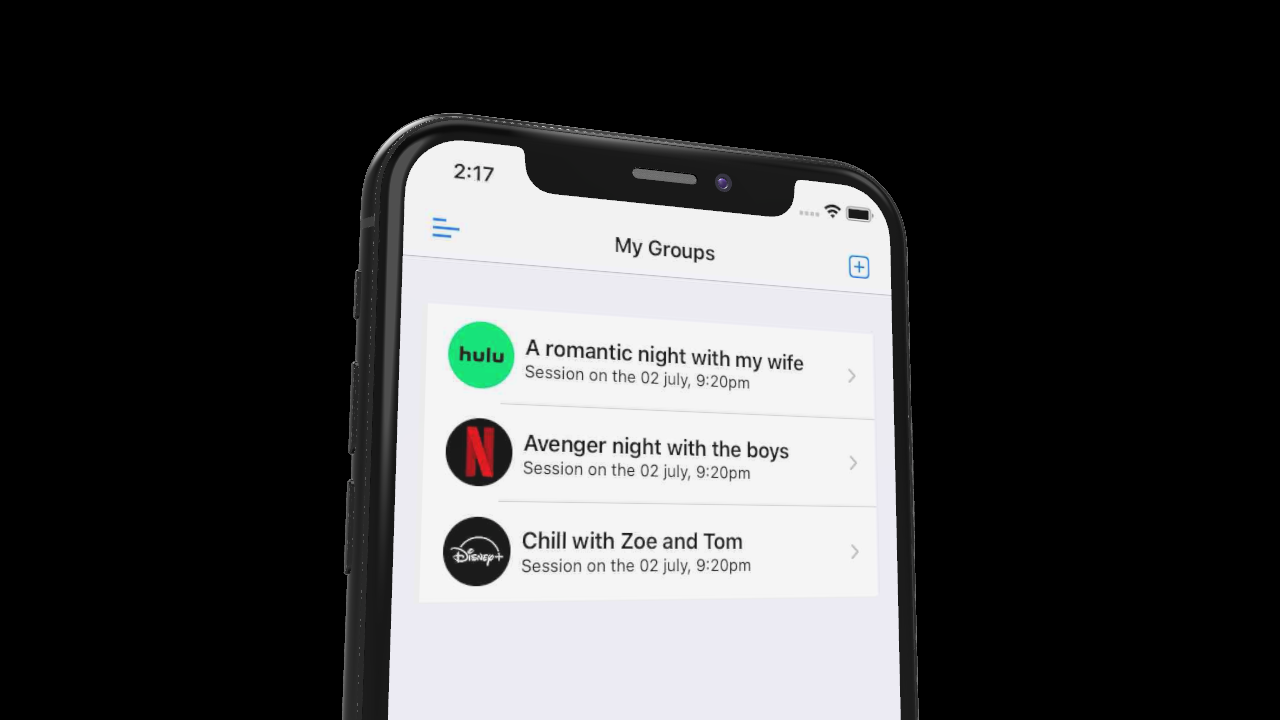 2:17
My Groups
hulu
A romantic night with my wife
Session on the 02 july, 9:20pm
N
Avenger night with the boys
Session on the 02 july, 9:20pm
Disney+
Chill with Zoe and Tom
Session on the 02 july, 9:20pm